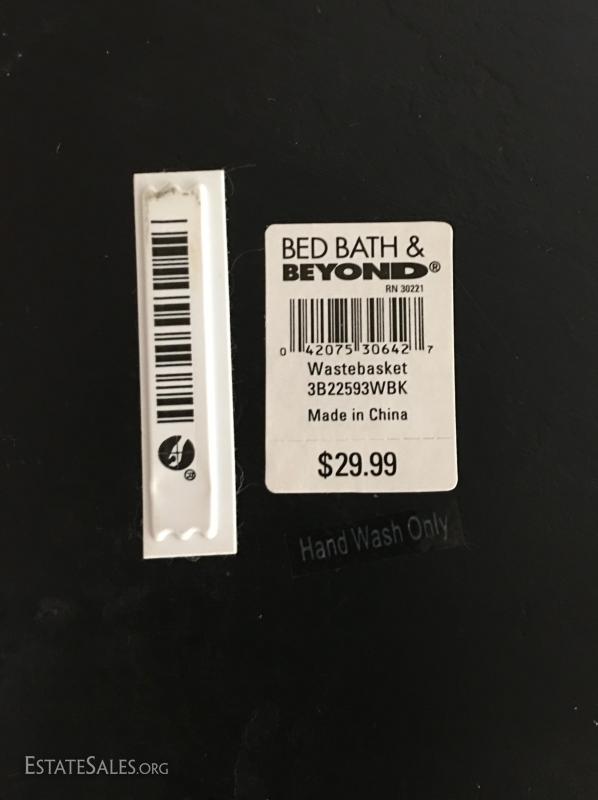 BED BATH &
BEYOND®
RN 30221
0 42075 30642 7
Wastebasket
3B22593WBK
Made in China
$29.99
Hand Wash Only
ESTATESALES.ORG